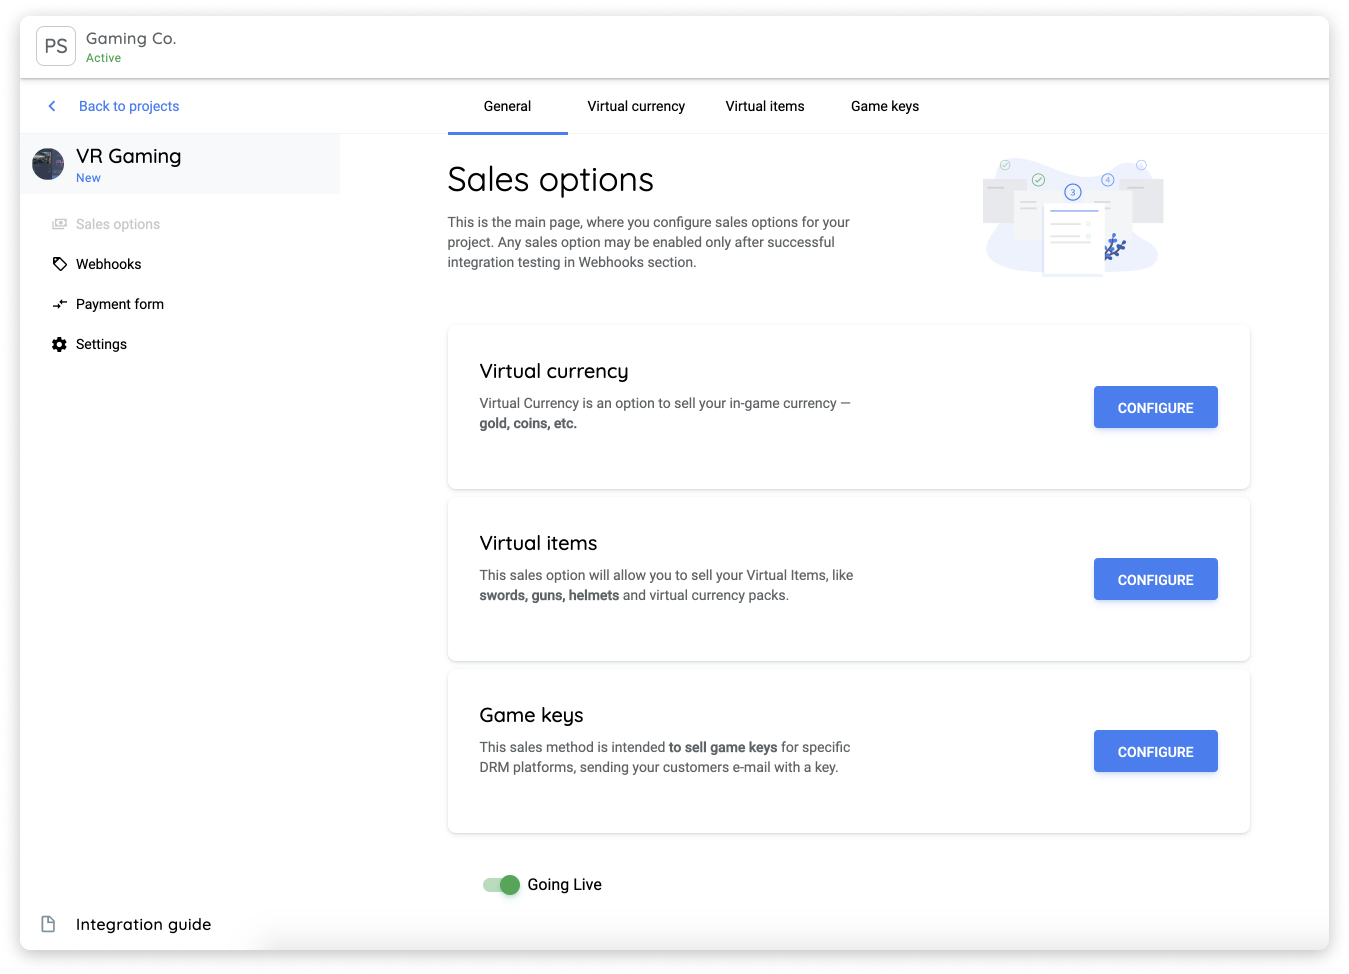 PS
Gaming Co.
Active
Back to projects
General
Virtual currency
Virtual items
Game keys
VR Gaming
New
Sales options
Webhooks
Payment form
Settings
Sales options
This is the main page, where you configure sales options for your
project. Any sales option may be enabled only after successful
integration testing in Webhooks section.
3
4
Virtual currency
Virtual Currency is an option to sell your in-game currency —
gold, coins, etc.
CONFIGURE
Virtual items
This sales option will allow you to sell your Virtual Items, like
swords, guns, helmets and virtual currency packs.
CONFIGURE
Game keys
This sales method is intended to sell game keys for specific
DRM platforms, sending your customers e-mail with a key.
CONFIGURE
Going Live
Integration guide